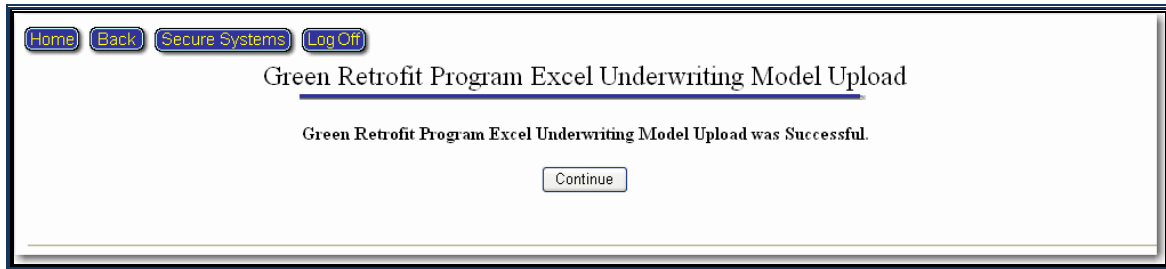 Home Back Secure Systems Log Off
Green Retrofit Program Excel Underwriting Model Upload
Green Retrofit Program Excel Underwriting Model Upload was Successful.
Continue